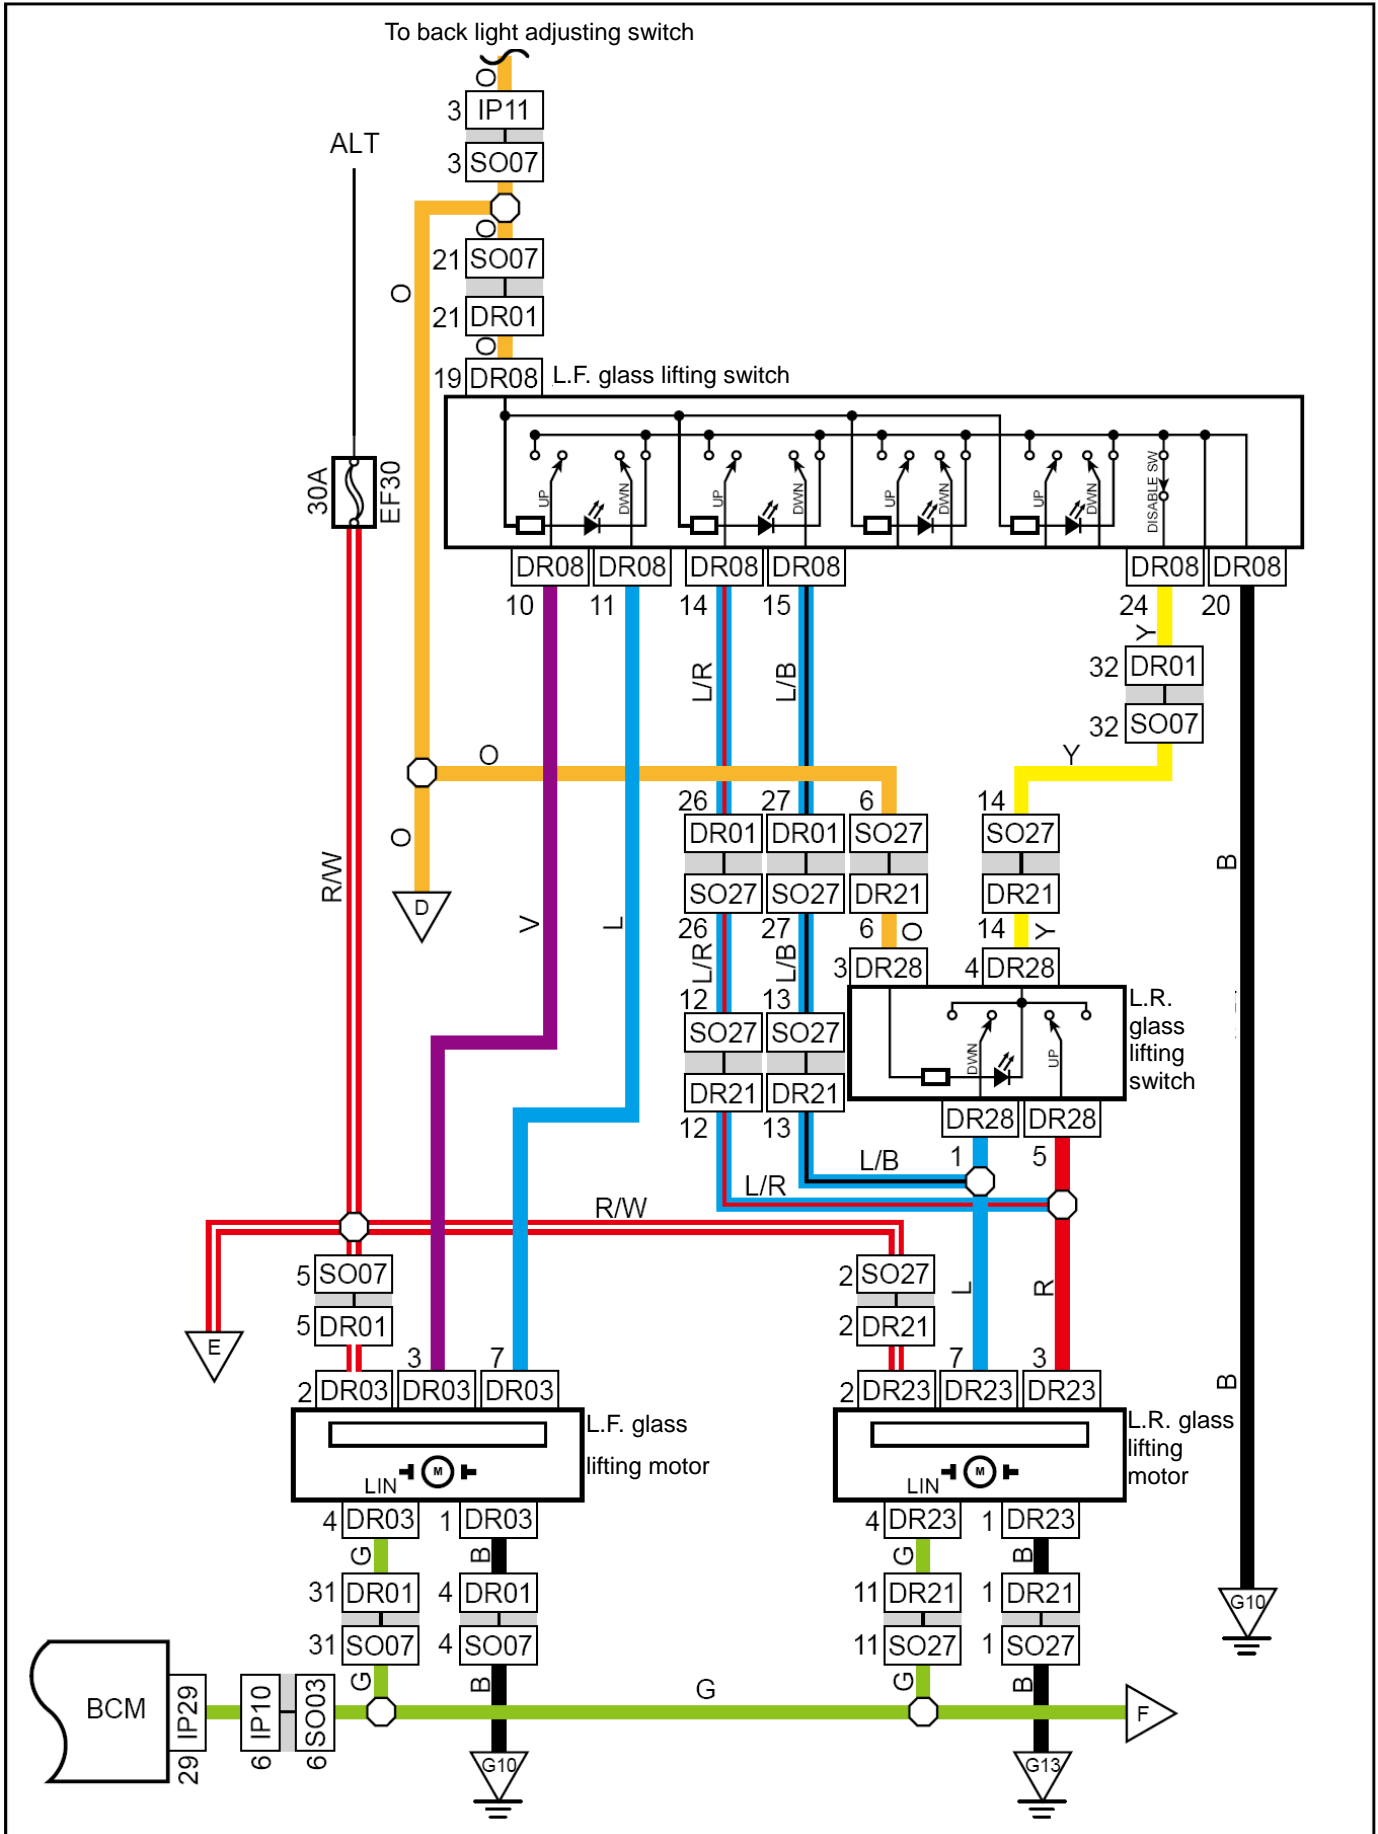 To back light adjusting switch
O
3 IP11
ALT
3 SO07
O
21 SO07
O
21 DR01
O
19 DR08 L.F. glass lifting switch
30A
EF30
UP DWN UP DWN UP DWN UP DWN DISABLE SW
DR08 DR08 DR08 DR08 DR08 DR08
10 11 14 15 24 20
Y
L/R L/B
32 DR01
32 SO07
O Y
26 27 6 14
DR01 DR01 SO27 SO27
O
R/W
B
SO27 SO27 DR21 DR21
D
V L
26 27 6 O 14 Y
L/R L/B
3 DR28 4 DR28
12 13
L.R.
glass
lifting
switch
SO27 SO27
DWN UP
DR21 DR21
12 13
DR28 DR28
1 5
L/B
L/R
R/W
5 SO07 2 SO27
L R
5 DR01 2 DR21
E
3 7 7 3
B
2 DR03 DR03 DR03 2 DR23 DR23 DR23
L.F. glass
lifting motor
L.R. glass
lifting
motor
M M
LIN LIN
4 DR03 1 DR03 4 DR23 1 DR23
G B G B
31 DR01 4 DR01 11 DR21 1 DR21
G10
31 SO07 4 SO07 11 SO27 1 SO27
G B G B
G
BCM IP29 IP10 SO03
F
29 6 6
G10 G13